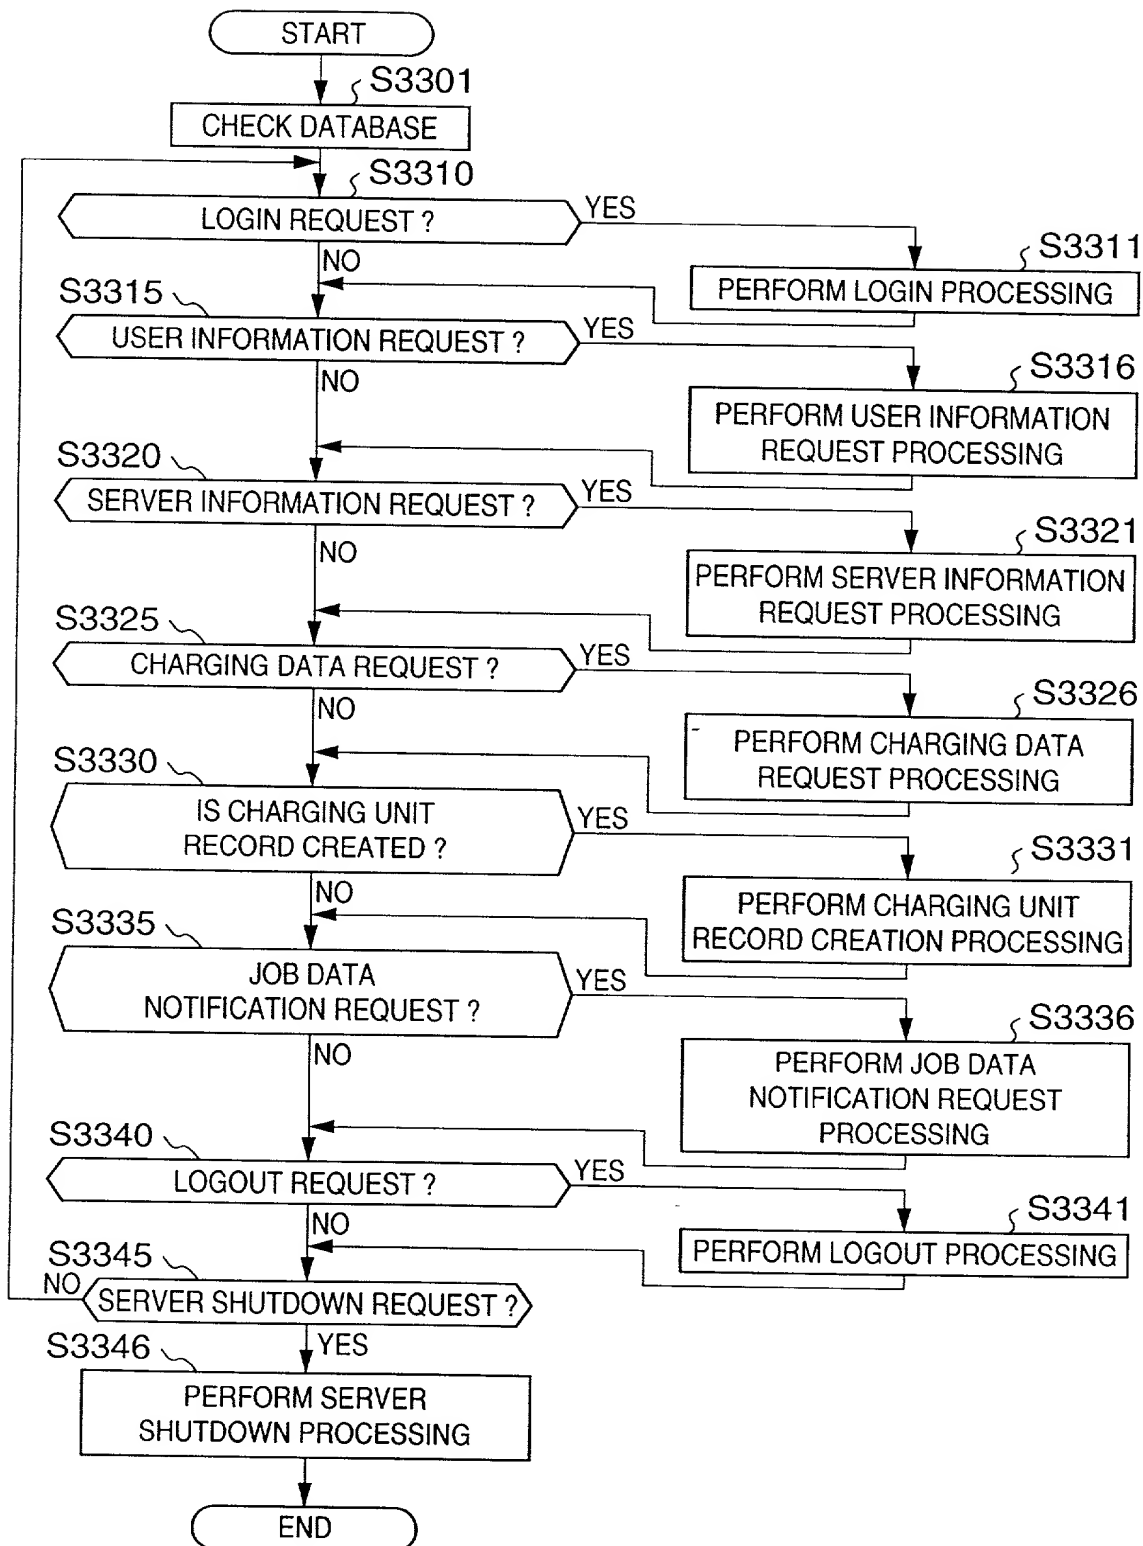 START
S3301
CHECK DATABASE
S3310
LOGIN REQUEST ?
YES
NO
S3311
PERFORM LOGIN PROCESSING
S3315
USER INFORMATION REQUEST ?
YES
NO
S3316
PERFORM USER INFORMATION
REQUEST PROCESSING
S3320
SERVER INFORMATION REQUEST ?
YES
NO
S3321
PERFORM SERVER INFORMATION
REQUEST PROCESSING
S3325
CHARGING DATA REQUEST ?
YES
NO
S3326
PERFORM CHARGING DATA
REQUEST PROCESSING
S3330
IS CHARGING UNIT
RECORD CREATED ?
YES
NO
S3331
PERFORM CHARGING UNIT
RECORD CREATION PROCESSING
S3335
JOB DATA
NOTIFICATION REQUEST ?
YES
NO
S3336
PERFORM JOB DATA
NOTIFICATION REQUEST
PROCESSING
S3340
LOGOUT REQUEST ?
YES
NO
S3341
PERFORM LOGOUT PROCESSING
S3345
NO
SERVER SHUTDOWN REQUEST ?
YES
S3346
PERFORM SERVER
SHUTDOWN PROCESSING
END